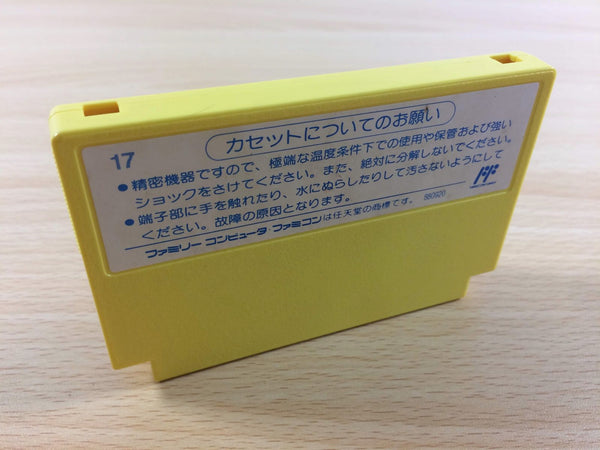 17
カセットについてのお願い
●精密機器ですので、極端な温度条件下での使用や保管および強い
ショックをさけてください。また、絶対に分解しないでください。
●端子部に手を触れたり、水にぬらしたりして汚さないようにして
ください。故障の原因となります。
ファミリー コンピュータ・ファミコンは任天堂の商標です。 880920